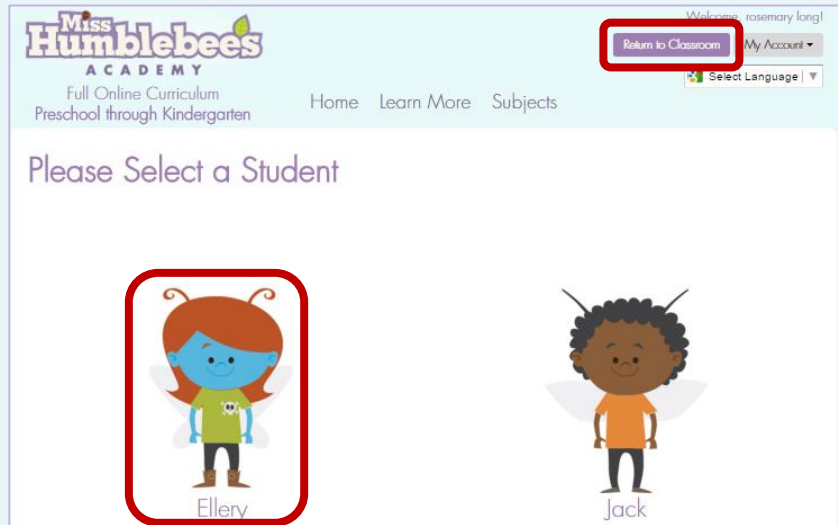 Miss
Humblebee's
ACADEMY
Full Online Curriculum
Preschool through Kindergarten
Welcome, rosemary long!
Return to Classroom
My Account
Select Language
Home Learn More Subjects
Please Select a Student
Ellery
Jack